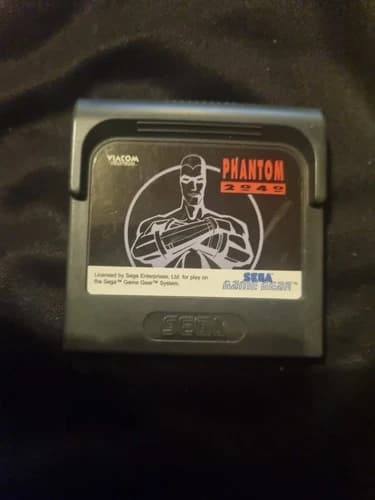 VIACOM
PHANTOM
2040
Licensed by Sega Enterprises, Ltd. for play on
the Sega™ Game Gear™ System.
SEGA
GAME GEAR™
SEGA